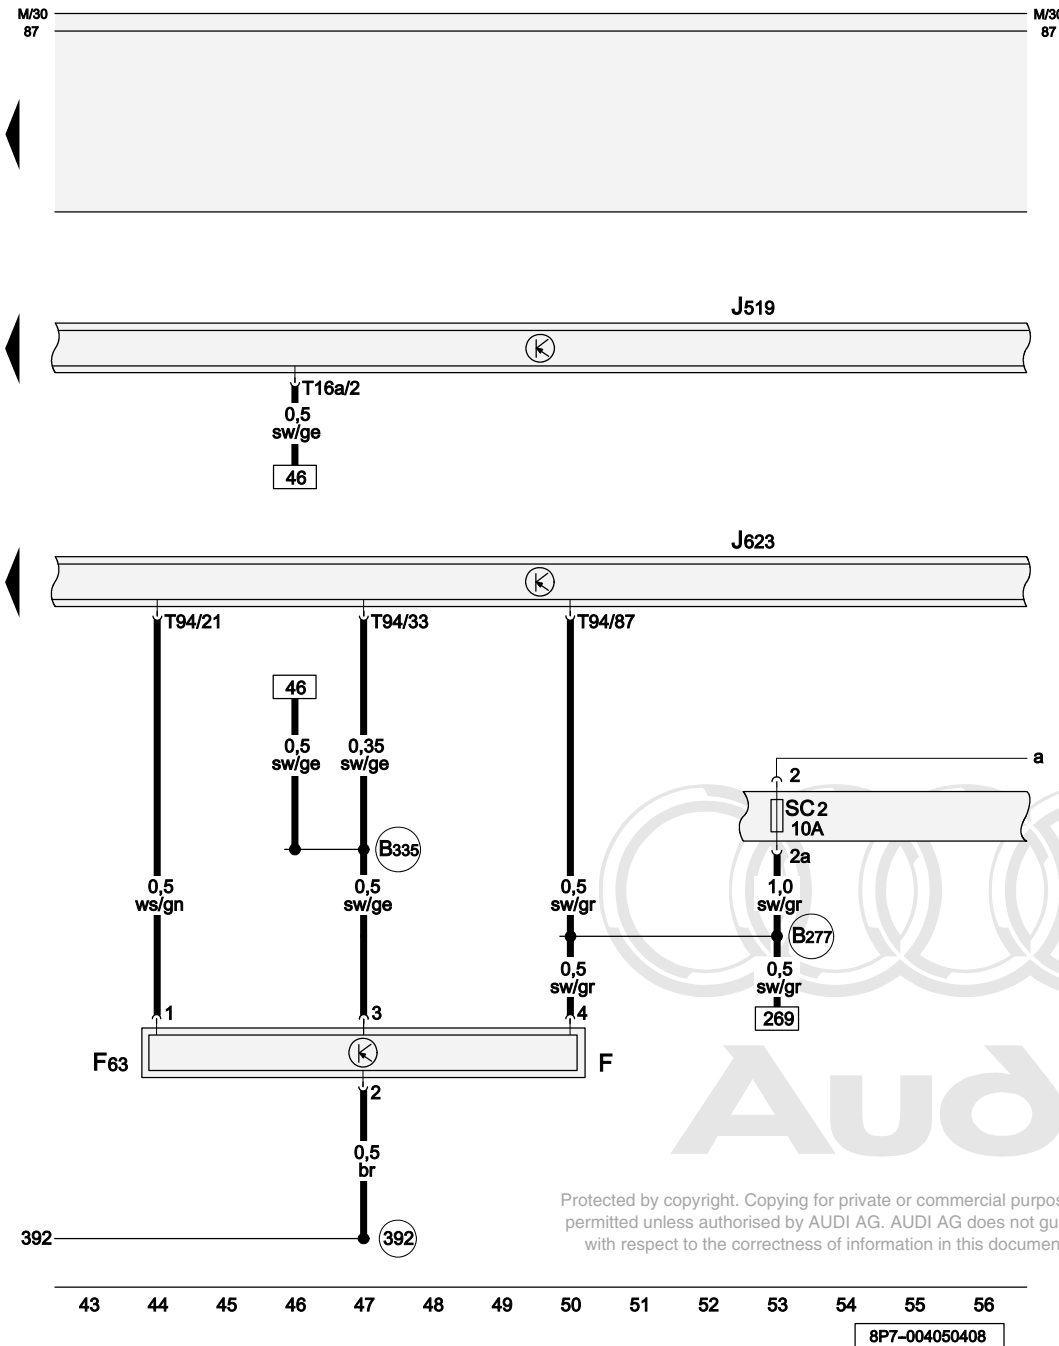 M/30
M/30
87
87
J519
T16a/2
0,5
sw/ge
46
J623
T94/21
T94/33
T94/87
46
0,5
sw/ge
0,35
sw/ge
a
2
SC2
10A
B335
2a
0,5
ws/gn
0,5
sw/ge
0,5
sw/gr
1,0
sw/gr
B277
0,5
sw/gr
0,5
sw/gr
1
3
4
269
F63
F
2
Audi
0,5
br
Protected by copyright. Copying for private or commercial purpos
permitted unless authorised by AUDI AG. AUDI AG does not gu
with respect to the correctness of information in this documen
392
392
43 44 45 46 47 48 49 50 51 52 53 54 55 56
8P7-004050408